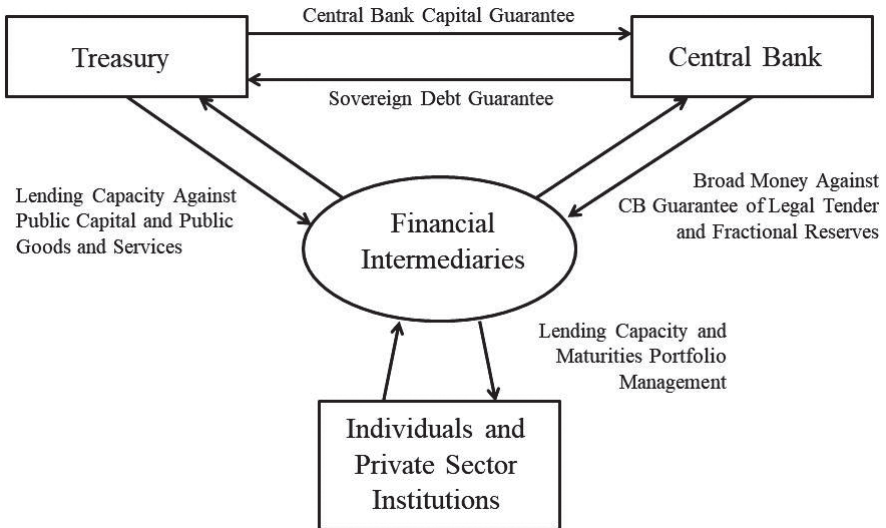 Central Bank Capital Guarantee
Treasury
Central Bank
Sovereign Debt Guarantee
Lending Capacity Against
Public Capital and Public
Goods and Services
Broad Money Against
CB Guarantee of Legal Tender
and Fractional Reserves
Financial
Intermediaries
Lending Capacity and
Maturities Portfolio
Management
Individuals and
Private Sector
Institutions